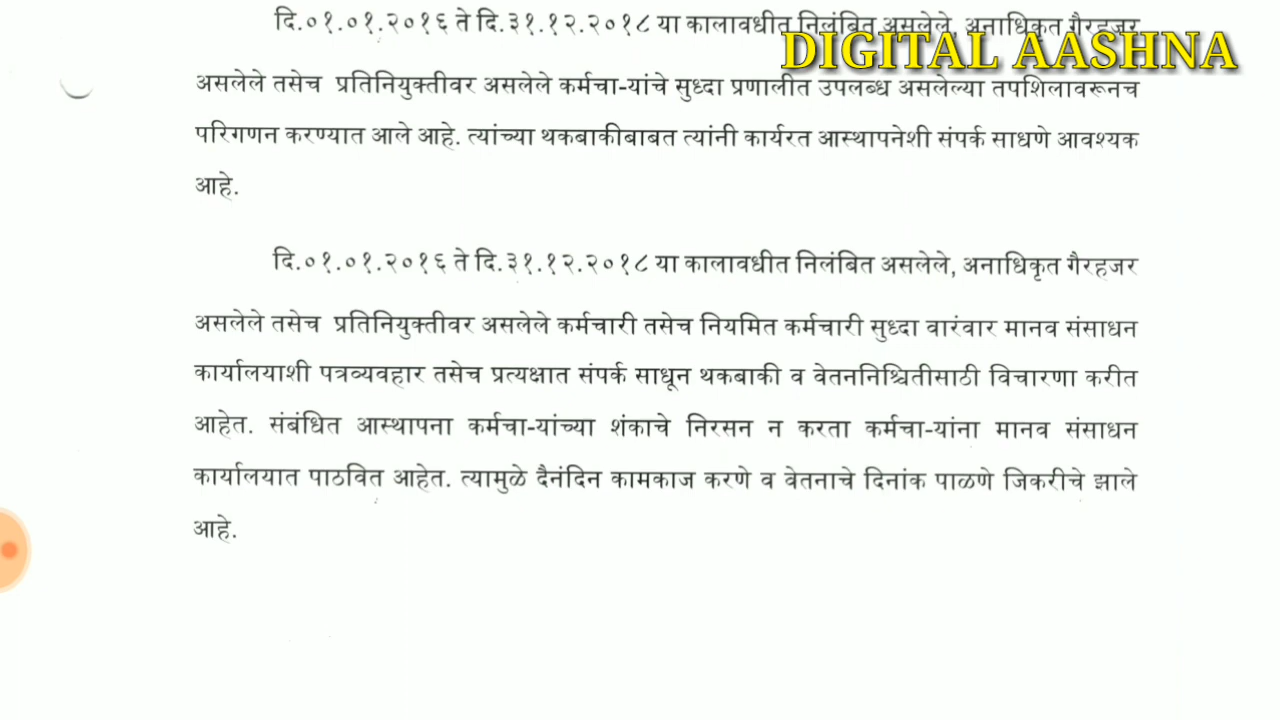 दि.०१.०१.२०१६ ते दि.३१.१२.२०१८ या कालावधीत निलंबित असलेले, अनाधिकृत गैरहजर
DIGITAL AASHNA
असलेले तसेच प्रतिनियुक्तीवर असलेले कर्मचा-यांचे सुध्दा प्रणालीत उपलब्ध असलेल्या तपशिलावरूनच
परिगणन करण्यात आले आहे. त्यांच्या थकबाकीबाबत त्यांनी कार्यरत आस्थापनेशी संपर्क साधणे आवश्यक
आहे.
दि.०१.०१.२०१६ ते दि.३१.१२.२०१८ या कालावधीत निलंबित असलेले, अनाधिकृत गैरहजर
असलेले तसेच प्रतिनियुक्तीवर असलेले कर्मचारी तसेच नियमित कर्मचारी सुध्दा वारंवार मानव संसाधन
कार्यालयाशी पत्रव्यवहार तसेच प्रत्यक्षात संपर्क साधून थकबाकी व वेतननिश्चितीसाठी विचारणा करीत
आहेत. संबंधित आस्थापना कर्मचा-यांच्या शंकाचे निरसन न करता कर्मचा-यांना मानव संसाधन
कार्यालयात पाठवित आहेत. त्यामुळे दैनंदिन कामकाज करणे व वेतनाचे दिनांक पाळणे जिकरीचे झाले
आहे.